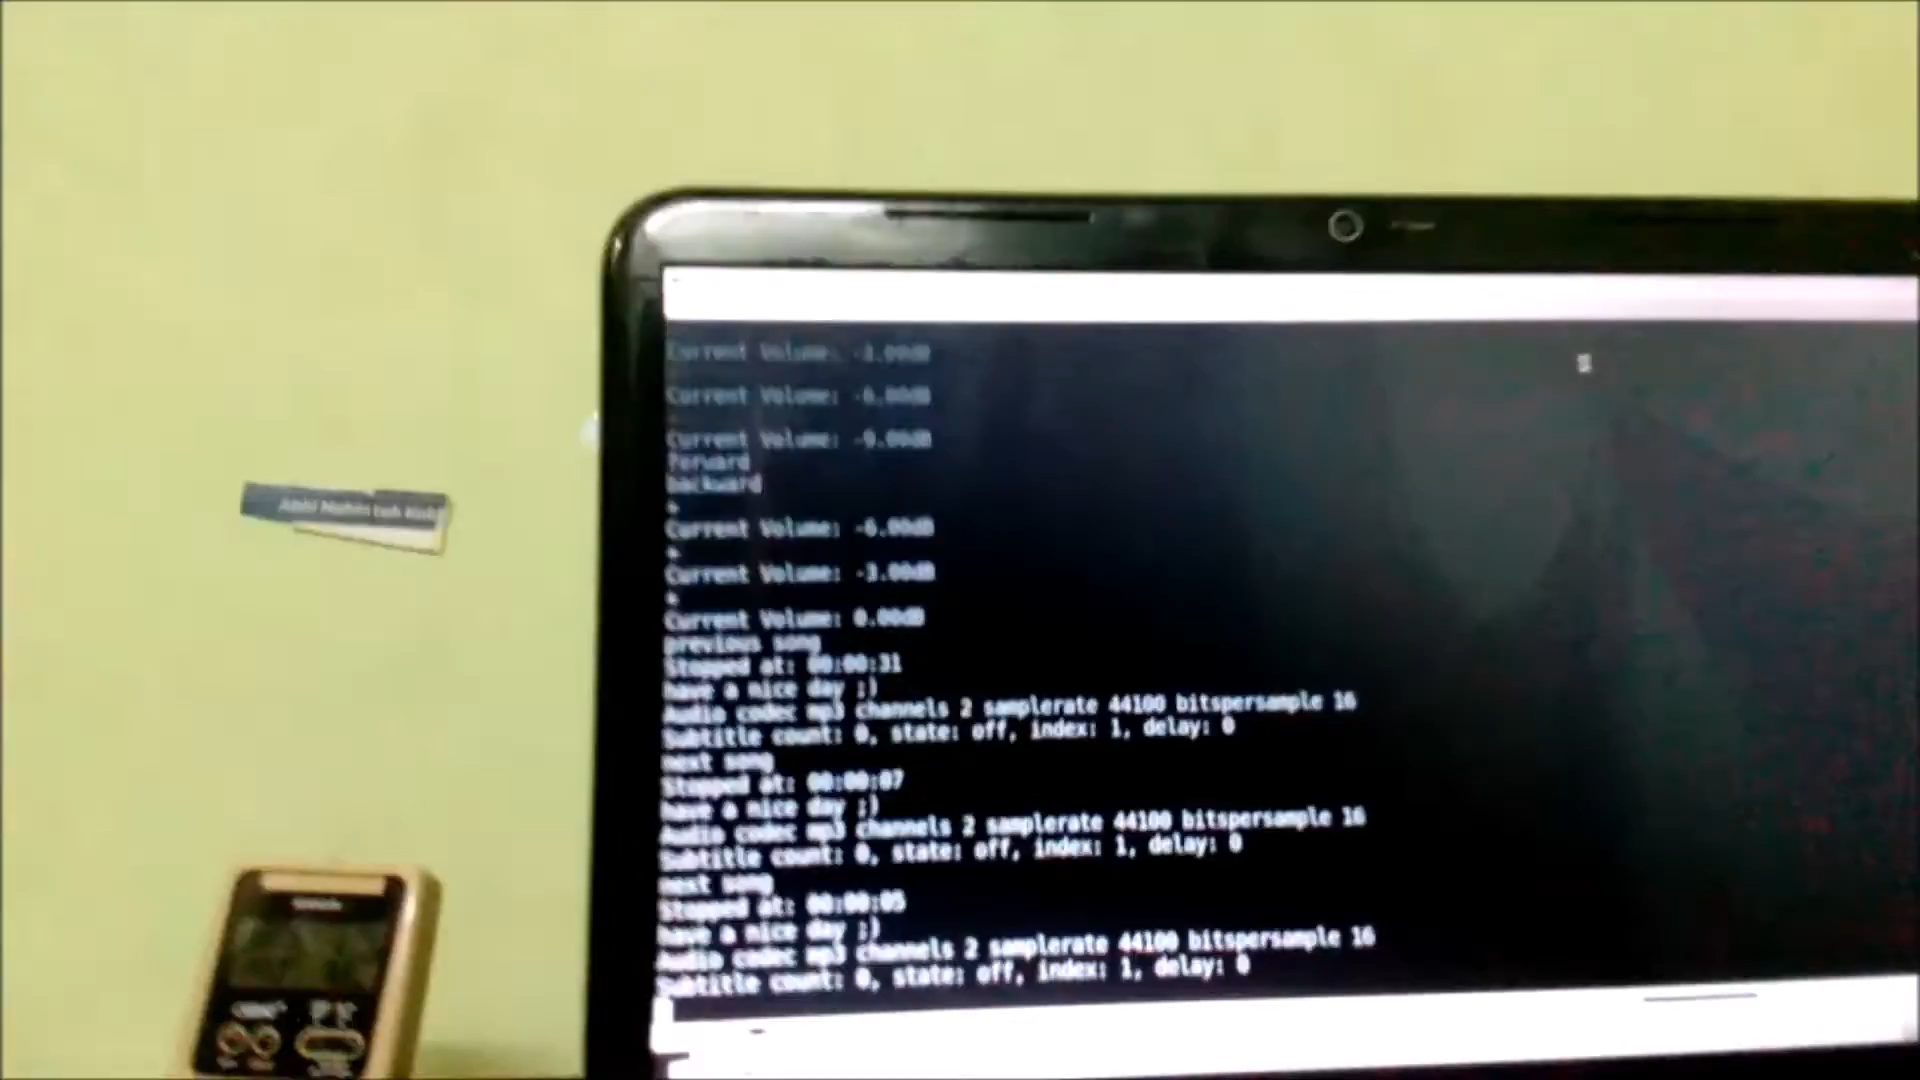 Current Volume: -3.00dB
Current Volume: -6.00dB
Current Volume: -9.00dB
forward
backward
+
Current Volume: -6.00dB
+
Current Volume: -3.00dB
+
Current Volume: 0.00dB
previous song
Stopped at: 00:00:31
have a nice day ;)
Audio codec mp3 channels 2 samplerate 44100 bitspersample 16
Subtitle count: 0, state: off, index: 1, delay: 0
next song
Stopped at: 00:00:07
have a nice day ;)
Audio codec mp3 channels 2 samplerate 44100 bitspersample 16
Subtitle count: 0, state: off, index: 1, delay: 0
next song
Stopped at: 00:00:05
have a nice day ;)
Audio codec mp3 channels 2 samplerate 44100 bitspersample 16
Subtitle count: 0, state: off, index: 1, delay: 0